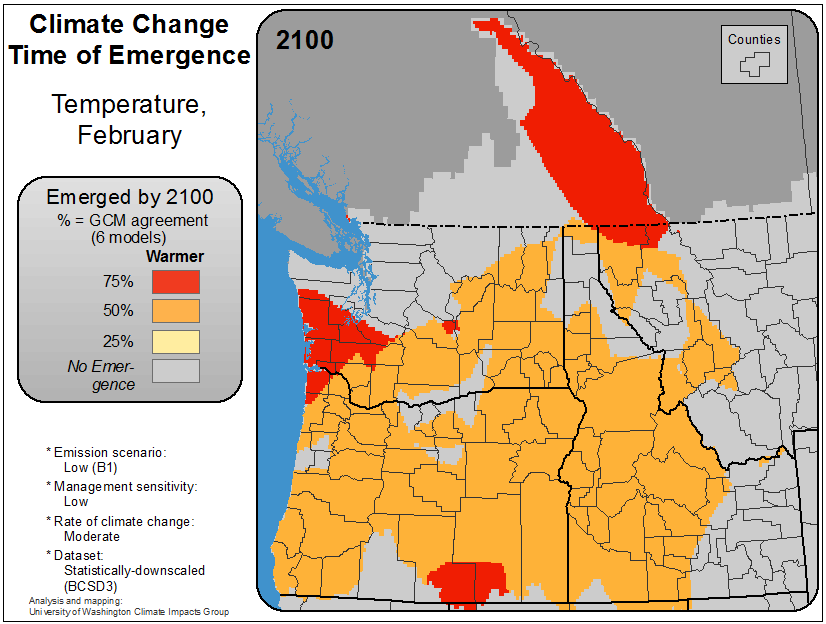 Climate Change
Time of Emergence
Temperature,
February
Emerged by 2100
% = GCM agreement
(6 models)
Warmer
75%
50%
25%
No Emer-
gence
* Emission scenario:
Low (B1)
* Management sensitivity:
Low
* Rate of climate change:
Moderate
* Dataset:
Statistically-downscaled
(BCSD3)
Analysis and mapping:
University of Washington Climate Impacts Group
2100
Counties